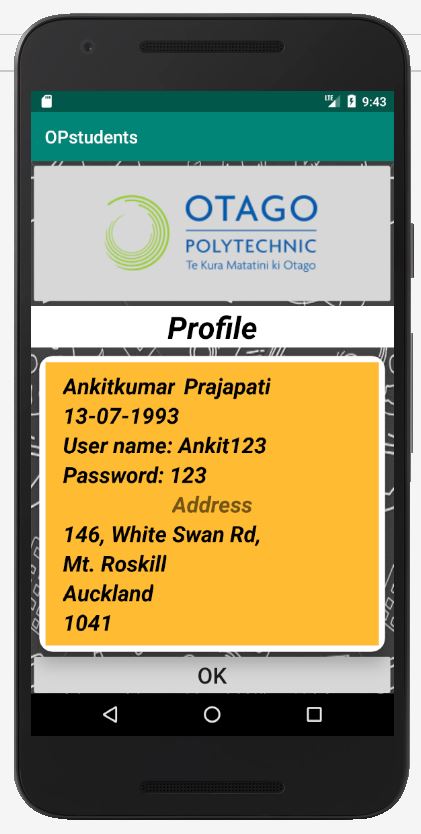 LTE 9:43
OPstudents
OTAGO
POLYTECHNIC
Te Kura Matatini ki Otago
Profile
Ankitkumar Prajapati
13-07-1993
User name: Ankit123
Password: 123
Address
146, White Swan Rd,
Mt. Roskill
Auckland
1041
OK